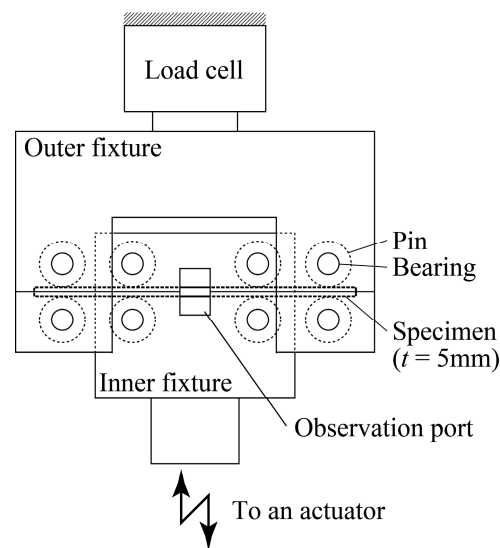 Load cell
Outer fixture
Pin
Bearing
Specimen
(t = 5mm)
Inner fixture
Observation port
To an actuator